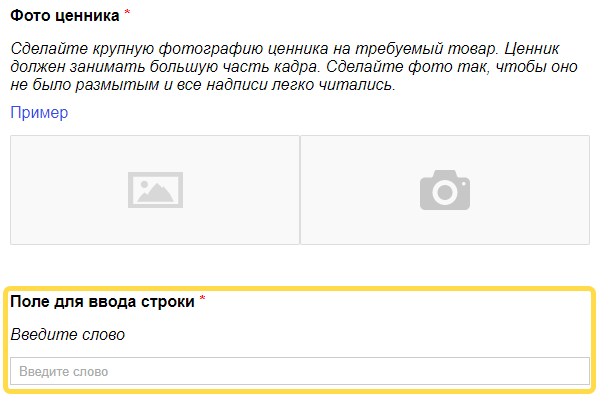 Фото ценника *
Сделайте крупную фотографию ценника на требуемый товар. Ценник
должен занимать большую часть кадра. Сделайте фото так, чтобы оно
не было размытым и все надписи легко читались.
Пример
Поле для ввода строки *
Введите слово
Введите слово